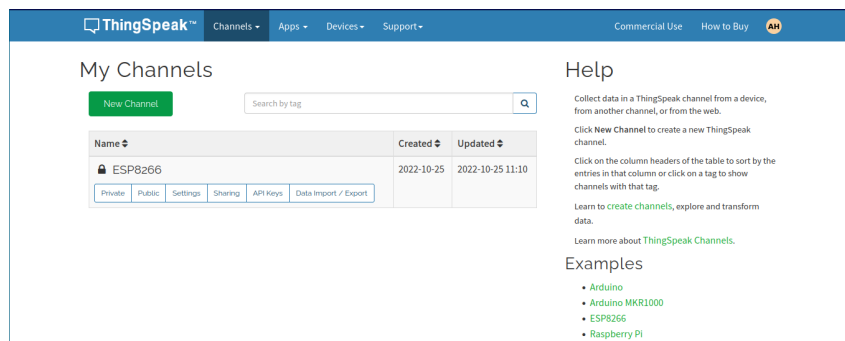 ThingSpeak™ Channels Apps Devices Support Commercial Use How to Buy AH
My Channels
New Channel
Search by tag
Name Created Updated
ESP8266 2022-10-25 2022-10-25 11:10
Private Public Settings Sharing API Keys Data Import / Export
Help
Collect data in a ThingSpeak channel from a device,
from another channel, or from the web.
Click New Channel to create a new ThingSpeak
channel.
Click on the column headers of the table to sort by the
entries in that column or click on a tag to show
channels with that tag.
Learn to create channels, explore and transform
data.
Learn more about ThingSpeak Channels.
Examples
Arduino
Arduino MKR1000
ESP8266
Raspberry Pi